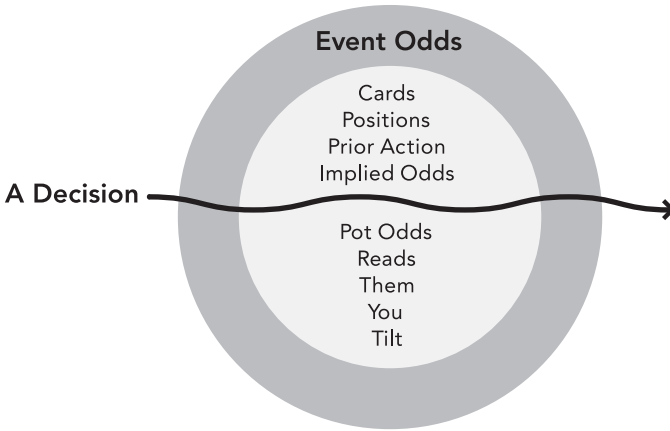 Event Odds
Cards
Positions
Prior Action
Implied Odds
A Decision
Pot Odds
Reads
Them
You
Tilt